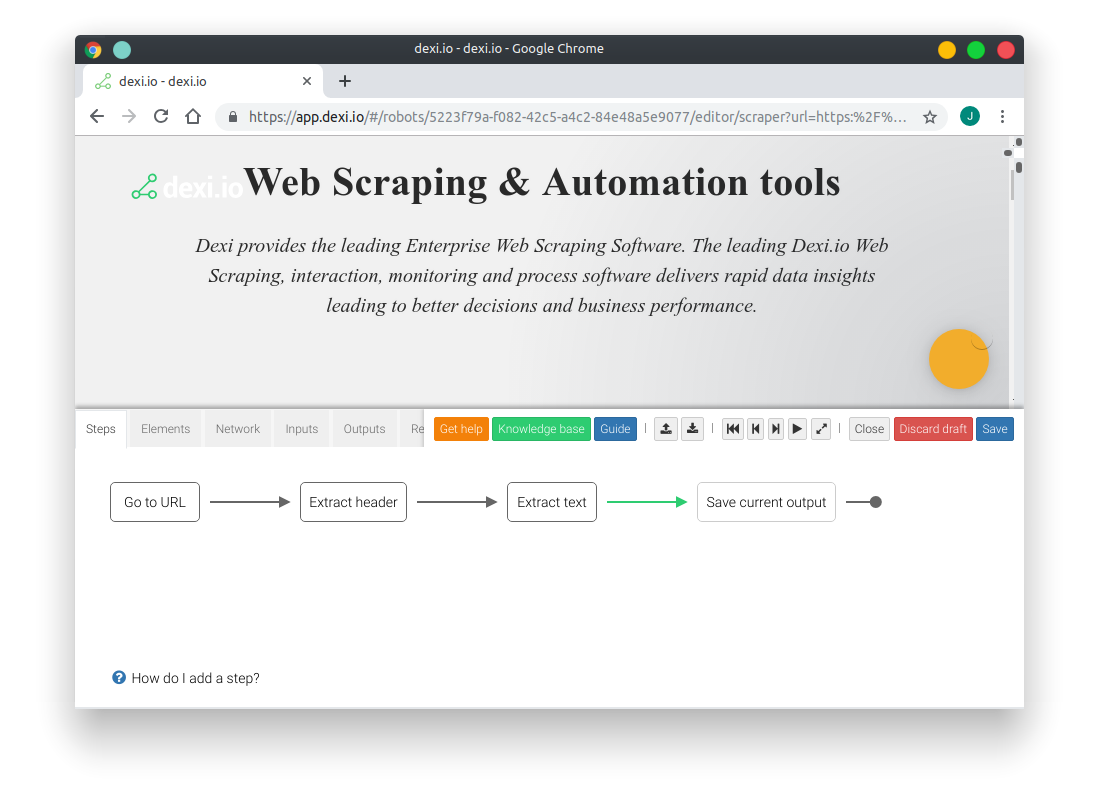 dexi.io - dexi.io - Google Chrome
dexi.io - dexi.io
https://app.dexi.io/#/robots/5223f79a-f082-42c5-a4c2-84e48a5e9077/editor/scraper?url=https:%2F%...
J
dexi.io
Web Scraping & Automation tools
Dexi provides the leading Enterprise Web Scraping Software. The leading Dexi.io Web
Scraping, interaction, monitoring and process software delivers rapid data insights
leading to better decisions and business performance.
Steps Elements Network Inputs Outputs Re Get help Knowledge base Guide Close Discard draft Save
Go to URL Extract header Extract text Save current output
How do I add a step?